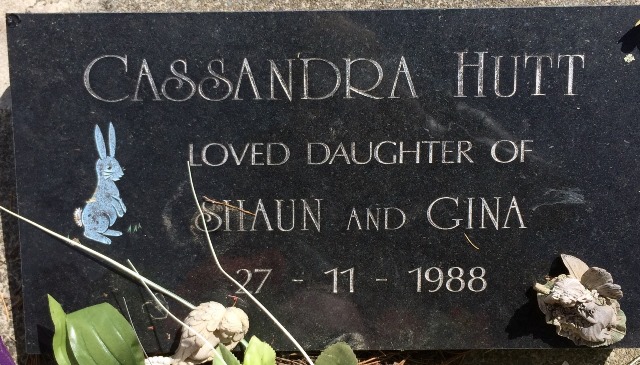 CASSANDRA HUTT
LOVED DAUGHTER OF
SHAUN AND GINA
27 - 11 - 1988